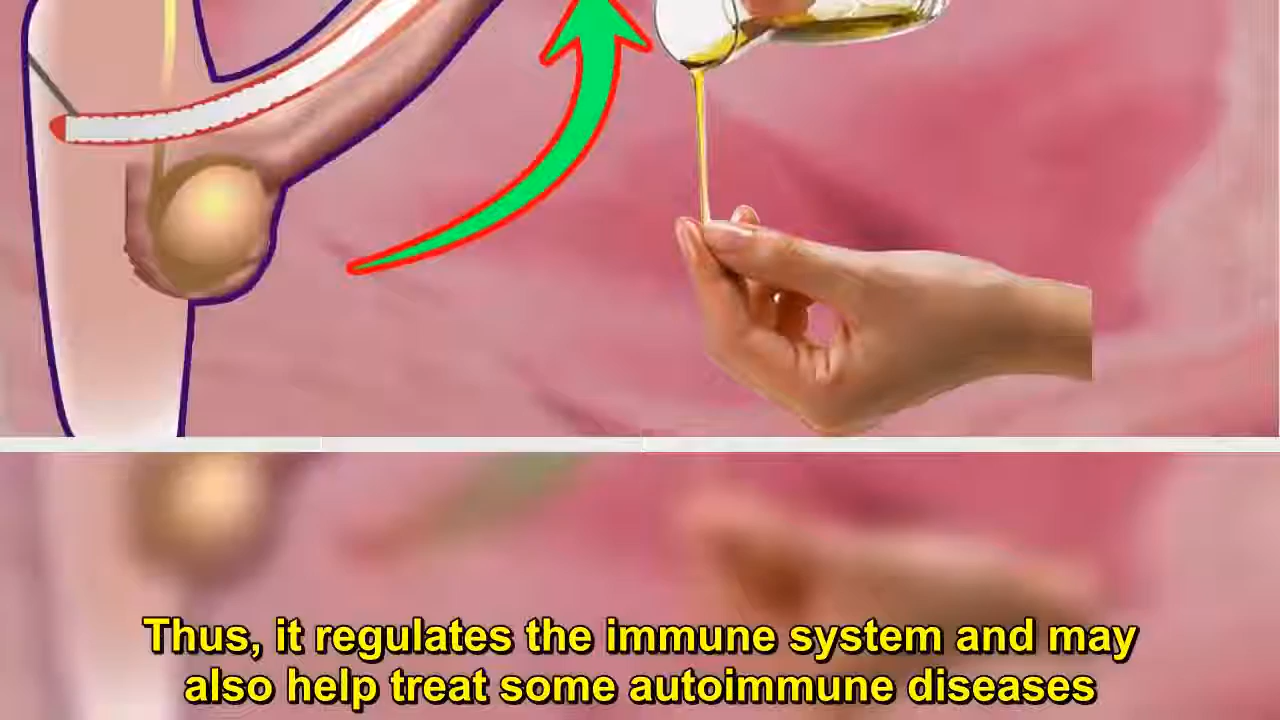 Thus, it regulates the immune system and may
also help treat some autoimmune diseases